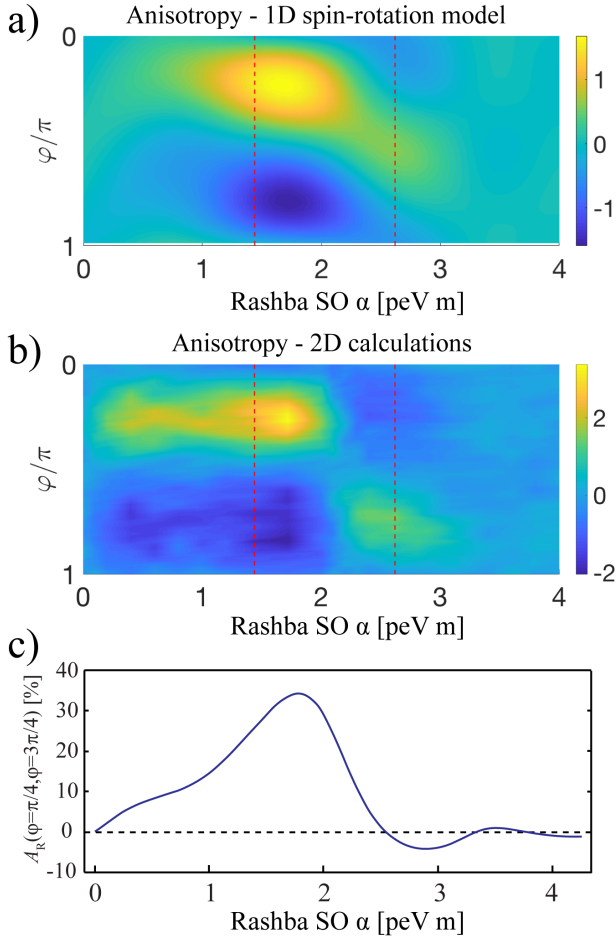 a) Anisotropy - 1D spin-rotation model
0
φ/π
1
0 1 2 3 4
1
0
-1
Rashba SO α [peV m]
b) Anisotropy - 2D calculations
0
φ/π
1
0 1 2 3 4
2
0
-2
Rashba SO α [peV m]
c)
40
30
20
10
0
-10
A_R(φ=π/4,φ=3π/4) [%]
0 1 2 3 4
Rashba SO α [peV m]